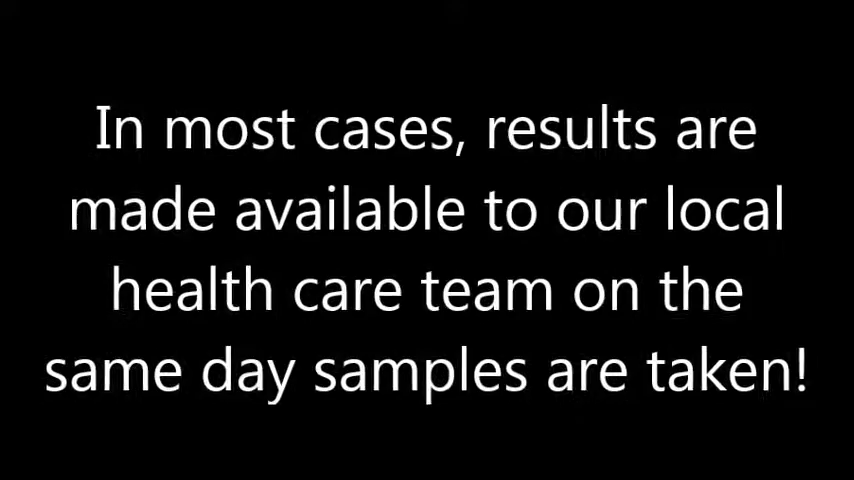 In most cases, results are
made available to our local
health care team on the
same day samples are taken!